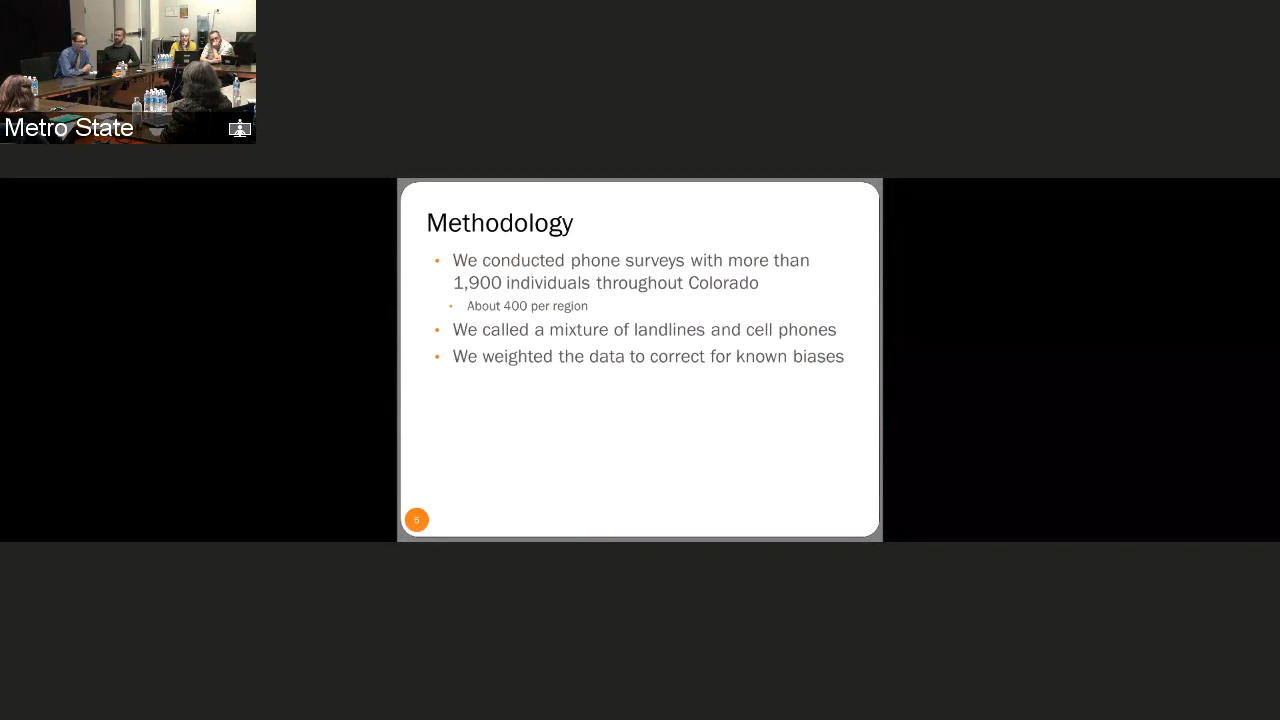 Metro State
Methodology
• We conducted phone surveys with more than
1,900 individuals throughout Colorado
• About 400 per region
• We called a mixture of landlines and cell phones
• We weighted the data to correct for known biases
5